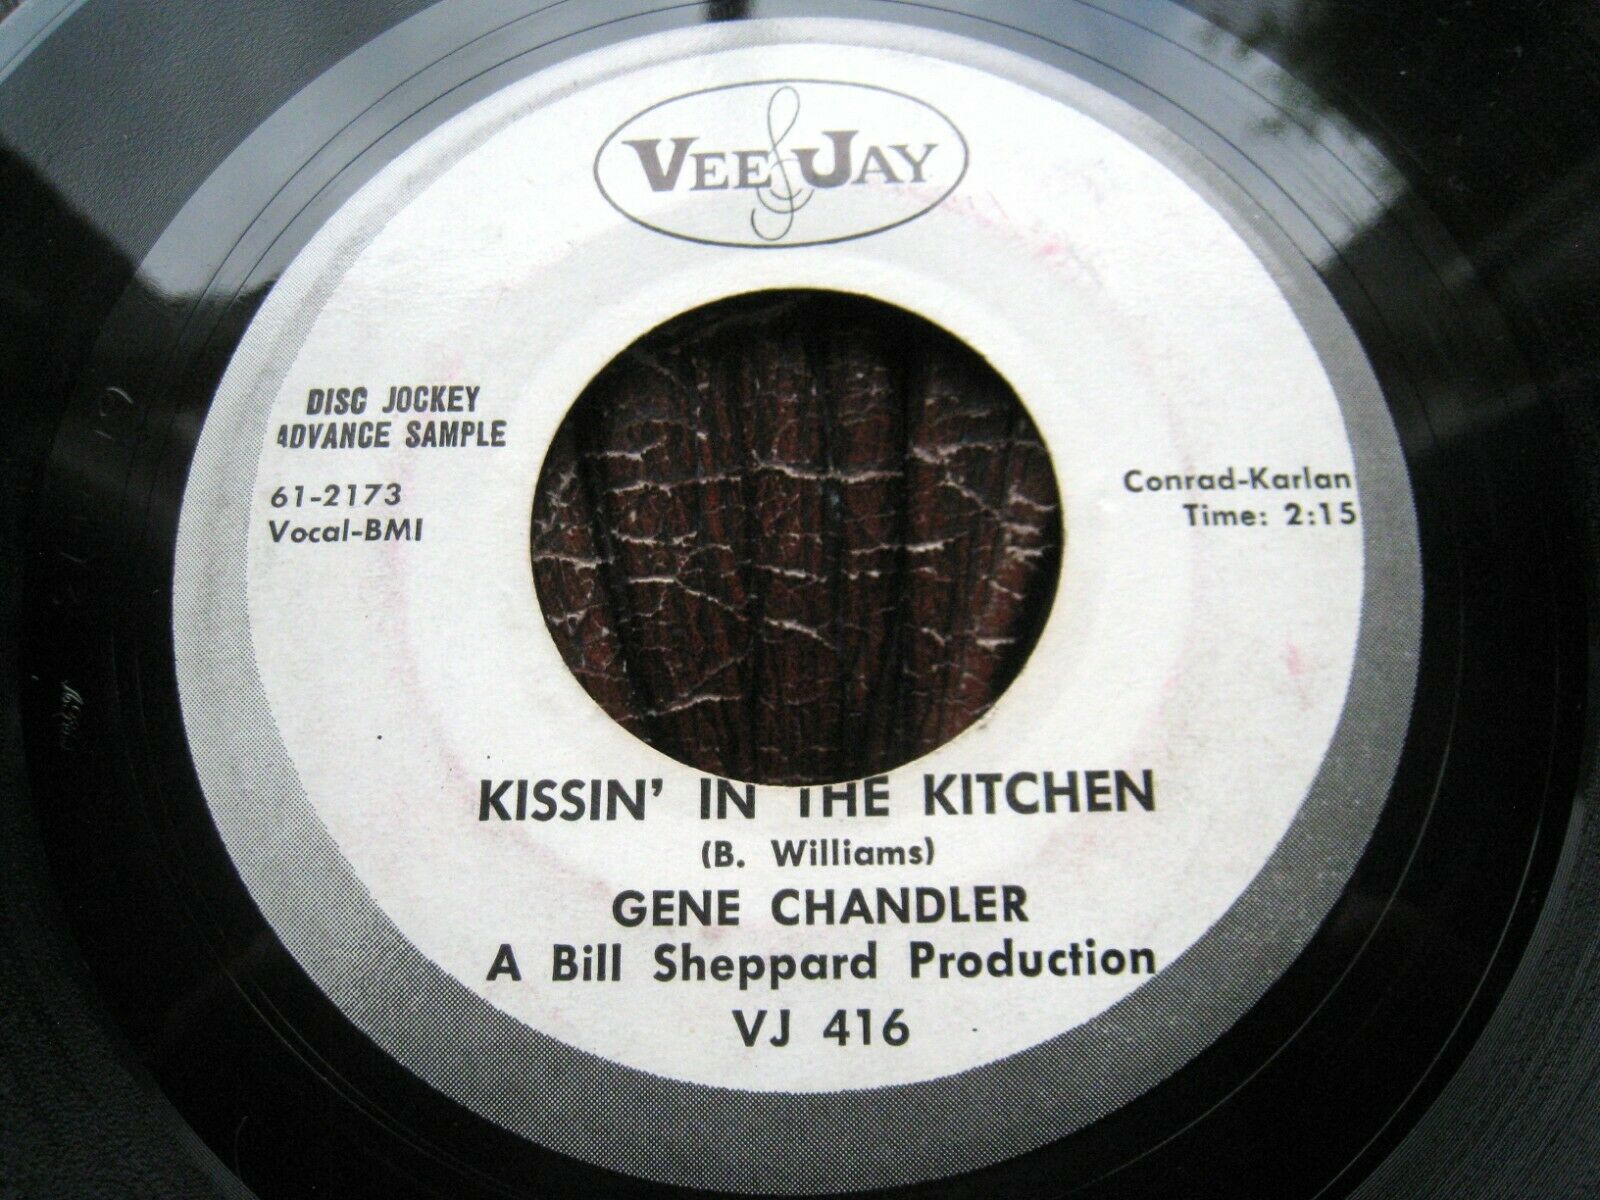 VEE JAY
DISC JOCKEY
ADVANCE SAMPLE
61-2173
Vocal-BMI
Conrad-Karlan
Time: 2:15
KISSIN' IN THE KITCHEN
(B. Williams)
GENE CHANDLER
A Bill Sheppard Production
VJ 416